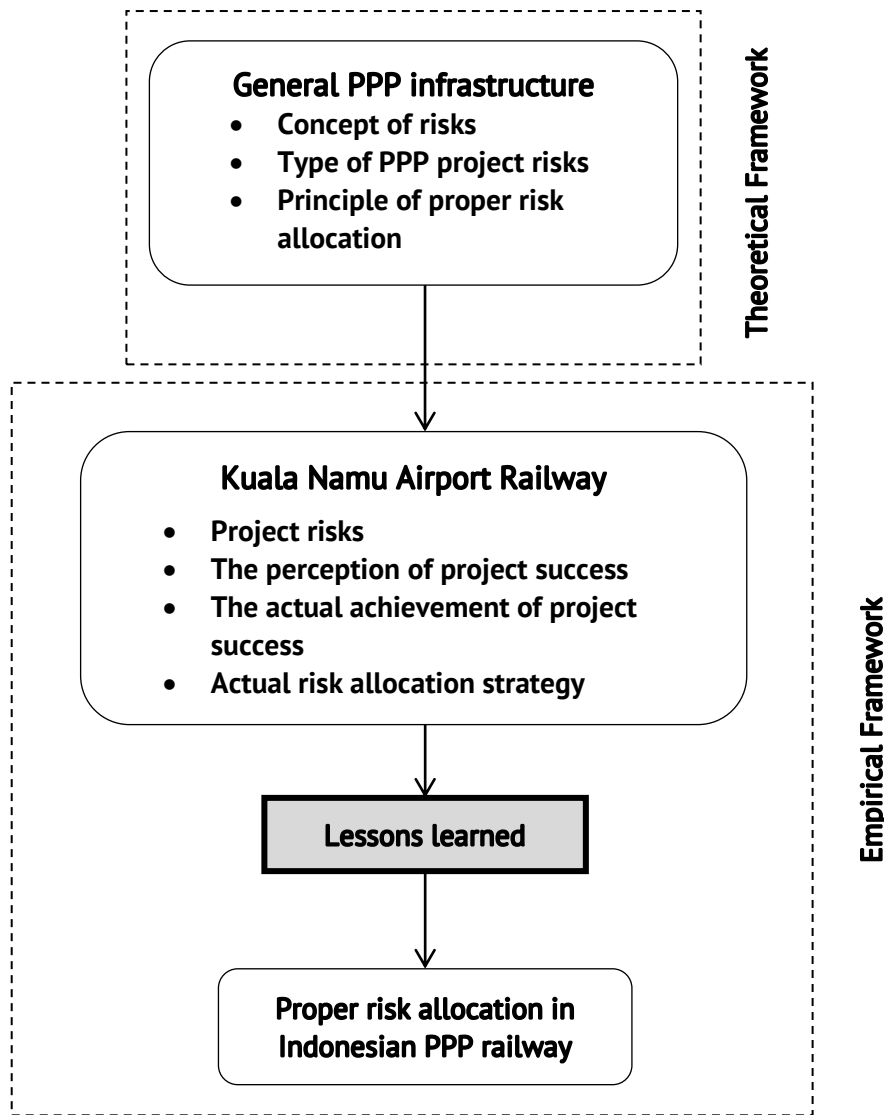 General PPP infrastructure
• Concept of risks
• Type of PPP project risks
• Principle of proper risk
allocation
Theoretical Framework
Kuala Namu Airport Railway
• Project risks
• The perception of project success
• The actual achievement of project
success
• Actual risk allocation strategy
Lessons learned
Proper risk allocation in
Indonesian PPP railway
Empirical Framework